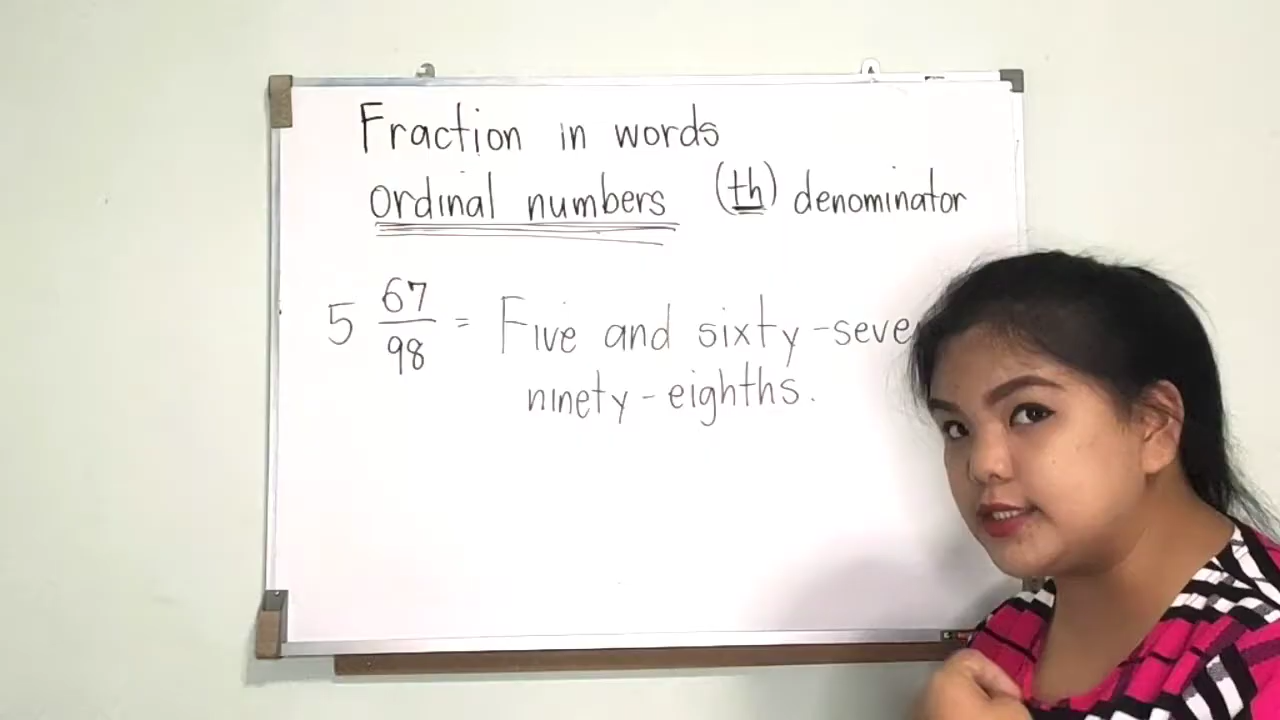 Fraction in words
ordinal numbers (th) denominator
5 67/98 = Five and sixty-seve
ninety-eighths.